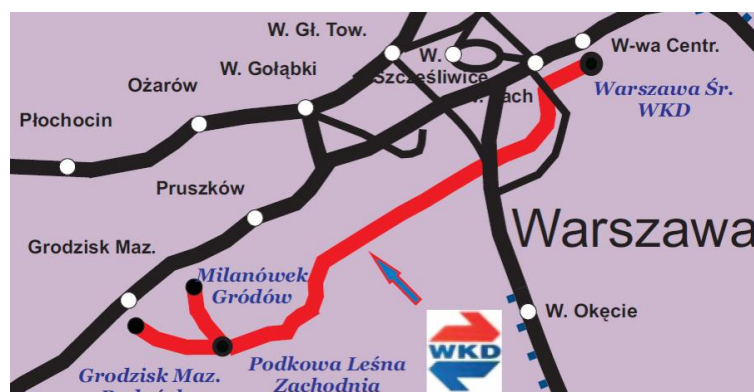 W. Gł. Tow.
W.
Szcześliwice
W-wa Centr.
W. Gołąbki
Ożarów
Warszawa Śr.
WKD
Płochocin
Pruszków
Warszawa
Grodzisk Maz.
Milanówek
Gródów
W. Okęcie
WKD
Podkowa Leśna
Zachodnia
Grodzisk Maz.